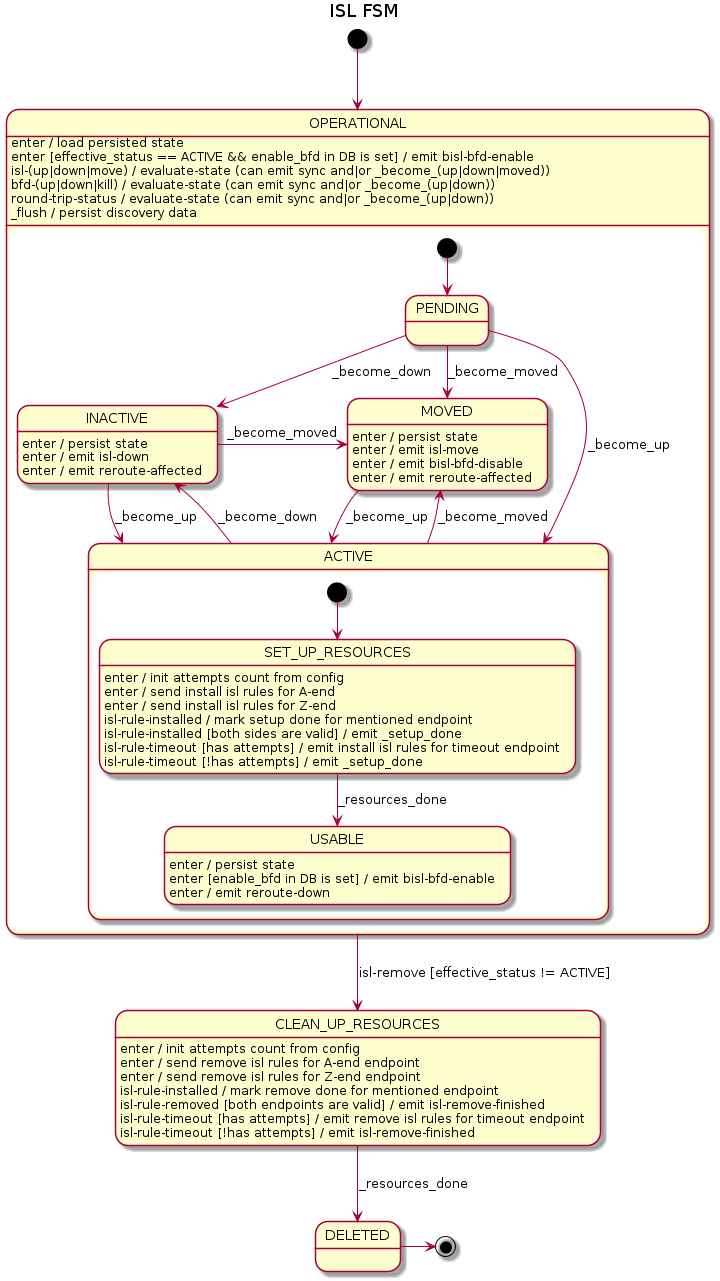 ISL FSM
OPERATIONAL
enter / load persisted state
enter [effective_status == ACTIVE && enable_bfd in DB is set] / emit bisl-bfd-enable
isl-(up|down|move) / evaluate-state (can emit sync and|or _become_(up|down|moved))
bfd-(up|down|kill) / evaluate-state (can emit sync and|or _become_(up|down))
round-trip-status / evaluate-state (can emit sync and|or _become_(up|down))
_flush / persist discovery data
PENDING
_become_down
_become_moved
_become_up
INACTIVE
enter / persist state
enter / emit isl-down
enter / emit reroute-affected
_become_moved
MOVED
enter / persist state
enter / emit isl-move
enter / emit bisl-bfd-disable
enter / emit reroute-affected
_become_up
_become_down
_become_up
_become_moved
ACTIVE
SET_UP_RESOURCES
enter / init attempts count from config
enter / send install isl rules for A-end
enter / send install isl rules for Z-end
isl-rule-installed / mark setup done for mentioned endpoint
isl-rule-installed [both sides are valid] / emit _setup_done
isl-rule-timeout [has attempts] / emit install isl rules for timeout endpoint
isl-rule-timeout [!has attempts] / emit _setup_done
_resources_done
USABLE
enter / persist state
enter [enable_bfd in DB is set] / emit bisl-bfd-enable
enter / emit reroute-down
isl-remove [effective_status != ACTIVE]
CLEAN_UP_RESOURCES
enter / init attempts count from config
enter / send remove isl rules for A-end endpoint
enter / send remove isl rules for Z-end endpoint
isl-rule-installed / mark remove done for mentioned endpoint
isl-rule-removed [both endpoints are valid] / emit isl-remove-finished
isl-rule-timeout [has attempts] / emit remove isl rules for timeout endpoint
isl-rule-timeout [!has attempts] / emit isl-remove-finished
_resources_done
DELETED